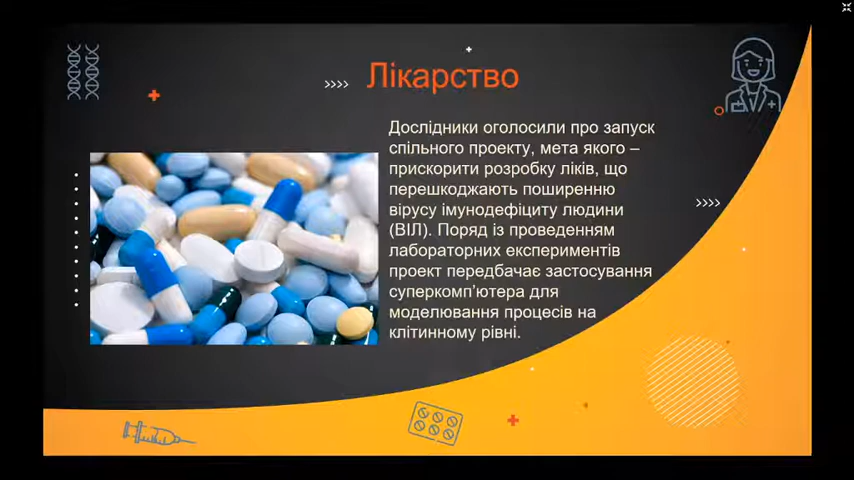 Лікарство
Дослідники оголосили про запуск
спільного проекту, мета якого –
прискорити розробку ліків, що
перешкоджають поширенню
вірусу імунодефіциту людини
(ВІЛ). Поряд із проведенням
лабораторних експериментів
проект передбачає застосування
суперкомп'ютера для
моделювання процесів на
клітинному рівні.